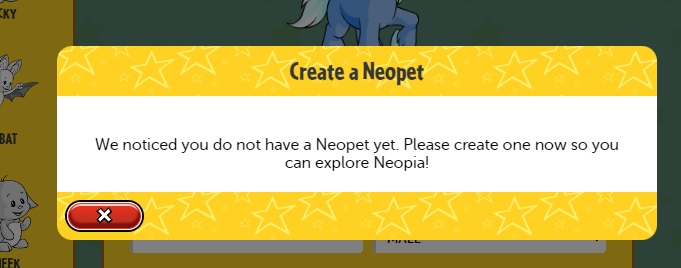 CKY
Create a Neopet
We noticed you do not have a Neopet yet. Please create one now so you
can explore Neopia!
BAT
MALE